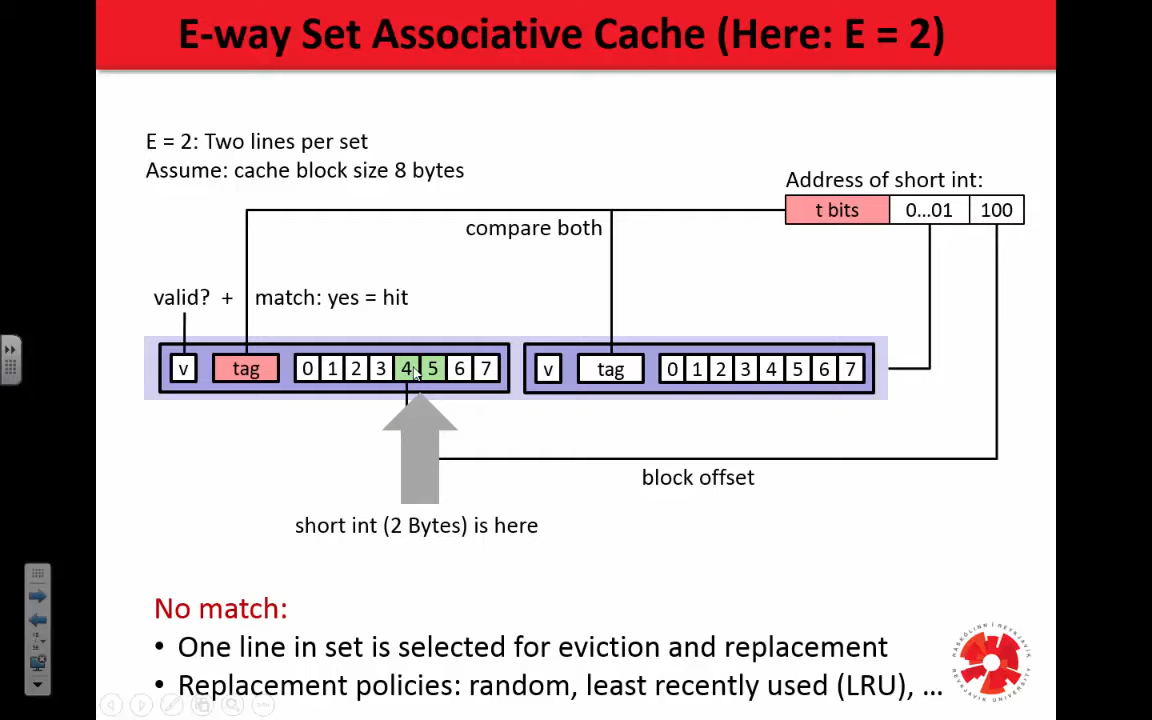 E-way Set Associative Cache (Here: E = 2)
E = 2: Two lines per set
Assume: cache block size 8 bytes
Address of short int:
t bits 0...01 100
compare both
valid? + match: yes = hit
v tag 0 1 2 3 4 5 6 7 v tag 0 1 2 3 4 5 6 7
block offset
short int (2 Bytes) is here
No match:
• One line in set is selected for eviction and replacement
• Replacement policies: random, least recently used (LRU), ...
HÁSKÓLINN Í REYKJAVÍK
REYKJAVIK UNIVERSITY